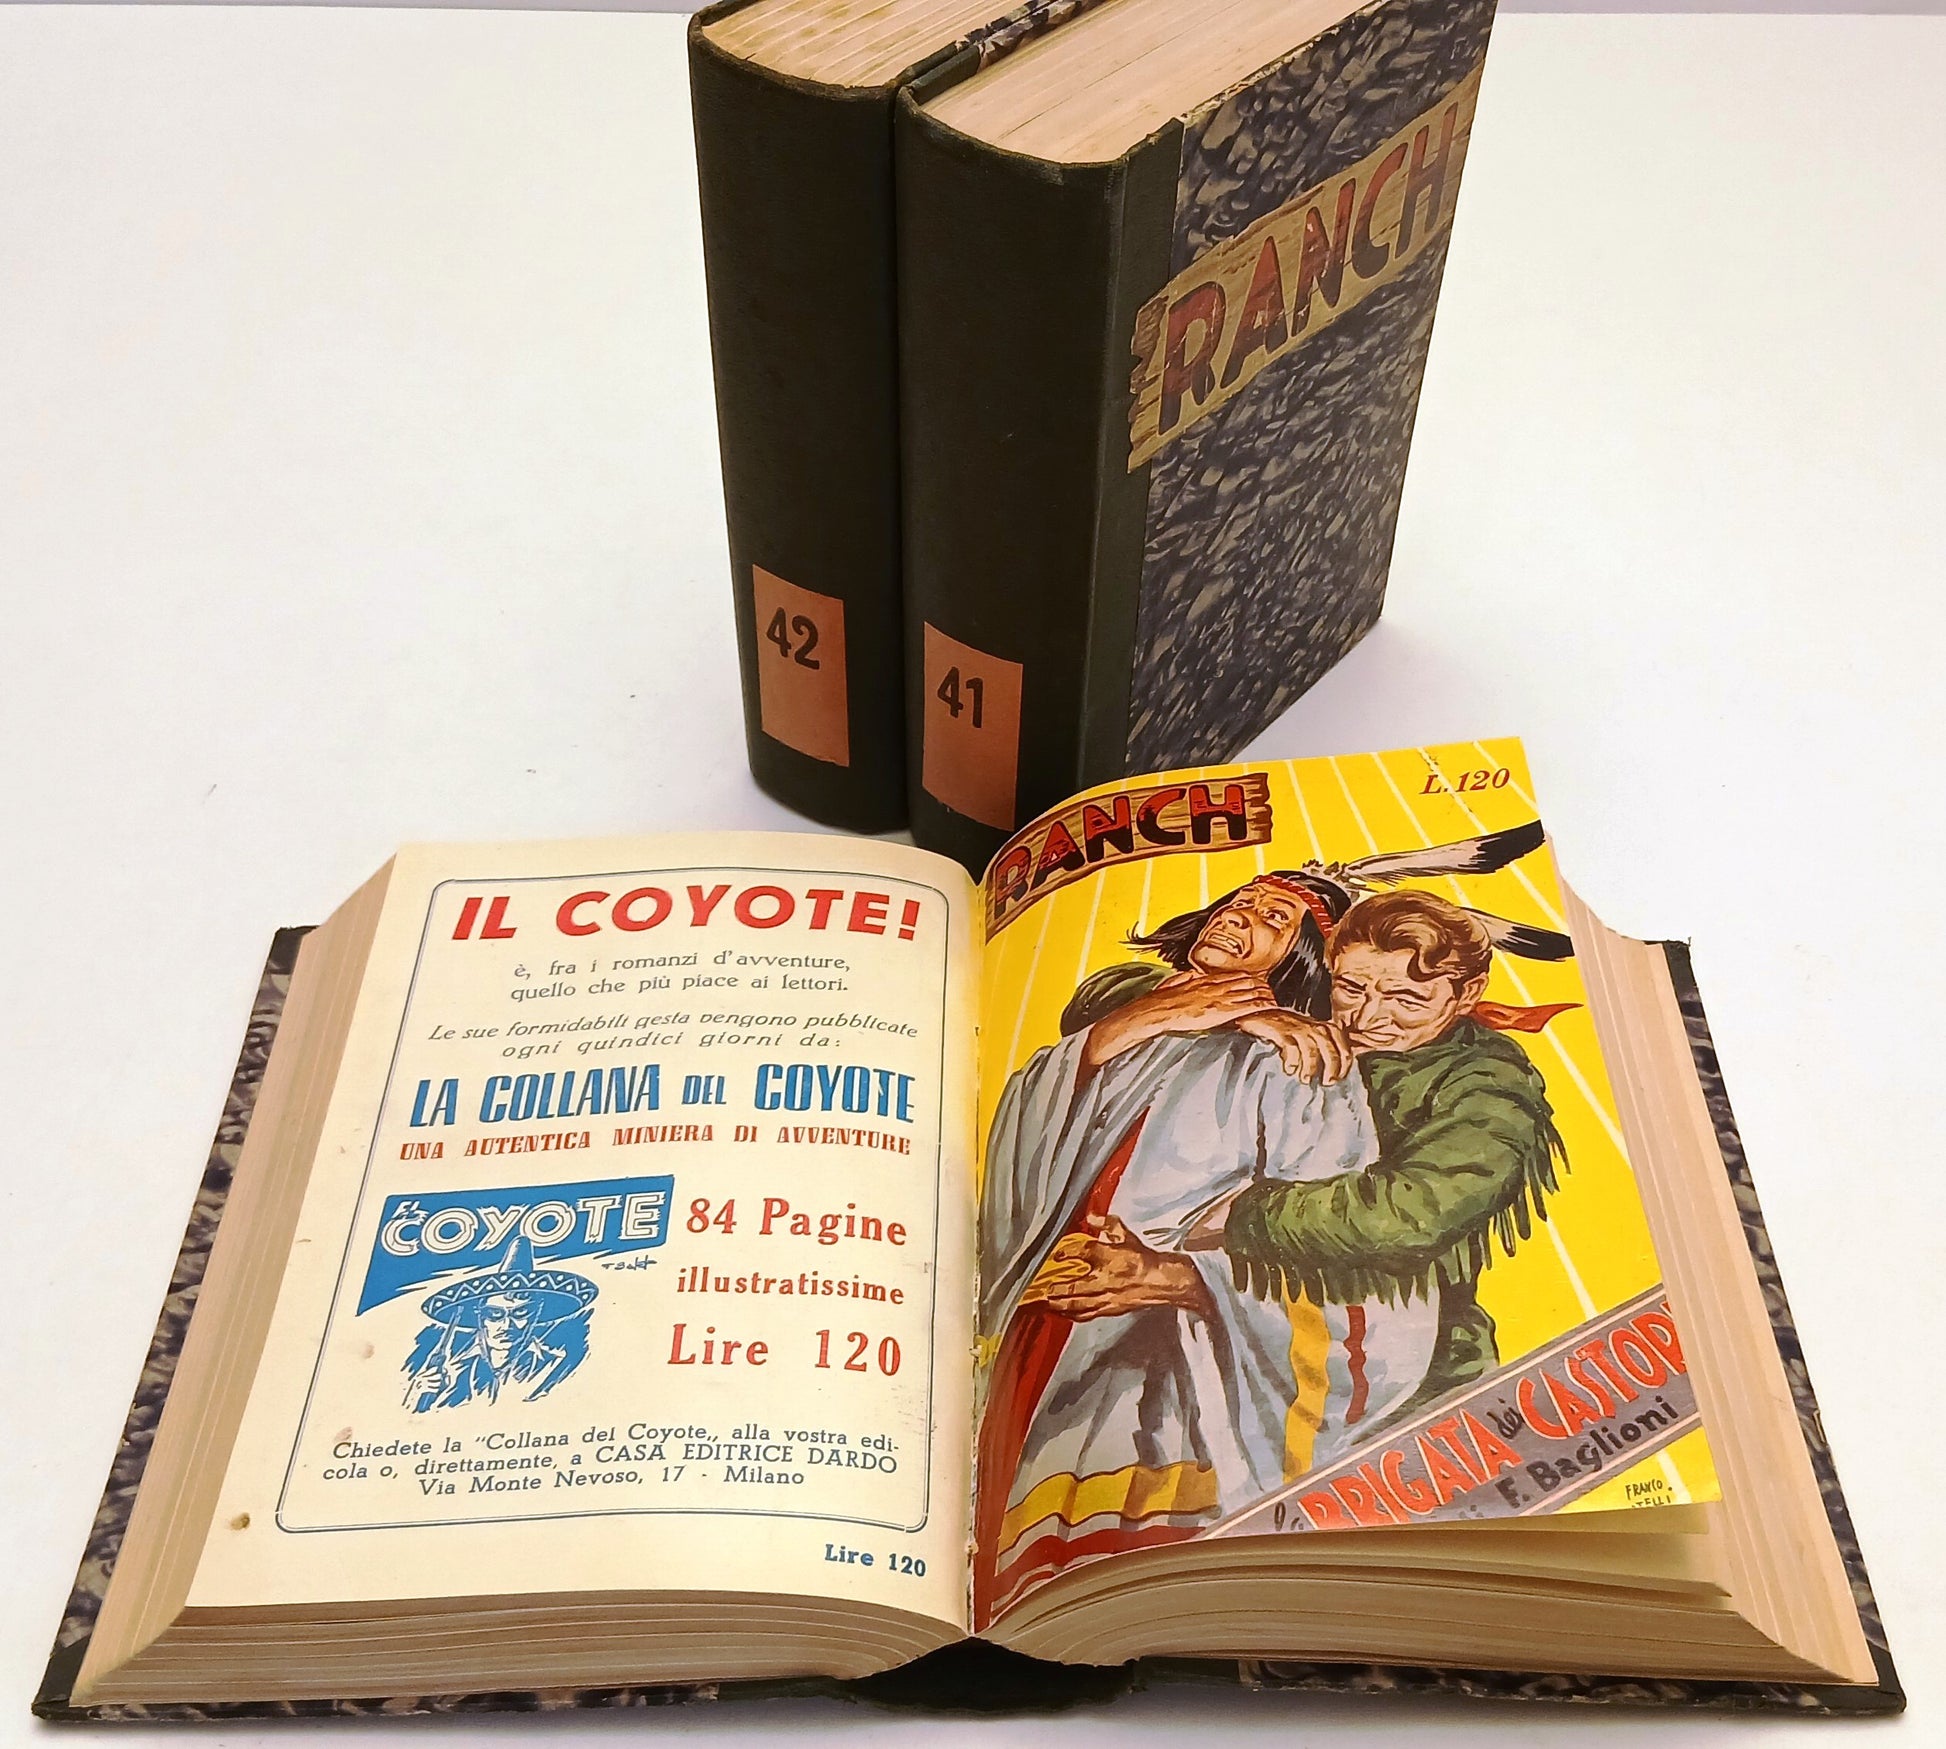 RANCH
42
41
IL COYOTE!
è, fra i romanzi d'avventure,
quello che più piace ai lettori.
Le sue formidabili gesta vengono pubblicate
ogni quindici giorni da:
LA COLLANA DEL COYOTE
UNA AUTENTICA MINIERA DI AVVENTURE
EL COYOTE
84 Pagine
illustratissime
Lire 120
Chiedete la "Collana del Coyote„ alla vostra edi-
cola o, direttamente, a CASA EDITRICE DARDO
Via Monte Nevoso, 17 - Milano
Lire 120
RANCH
L. 120
la BRIGATA dei CASTORI
di F. Baglioni
FRANCO